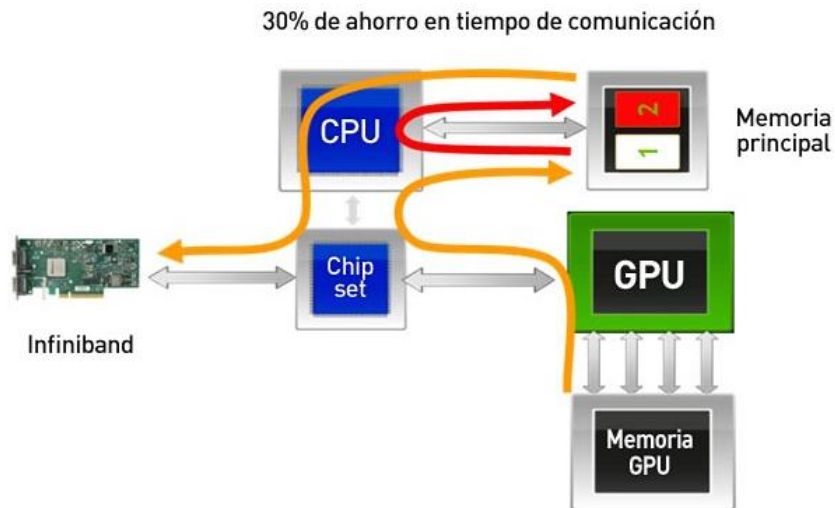 30% de ahorro en tiempo de comunicación
CPU
2
1
Memoria
principal
Infiniband
Chip
set
GPU
Memoria
GPU